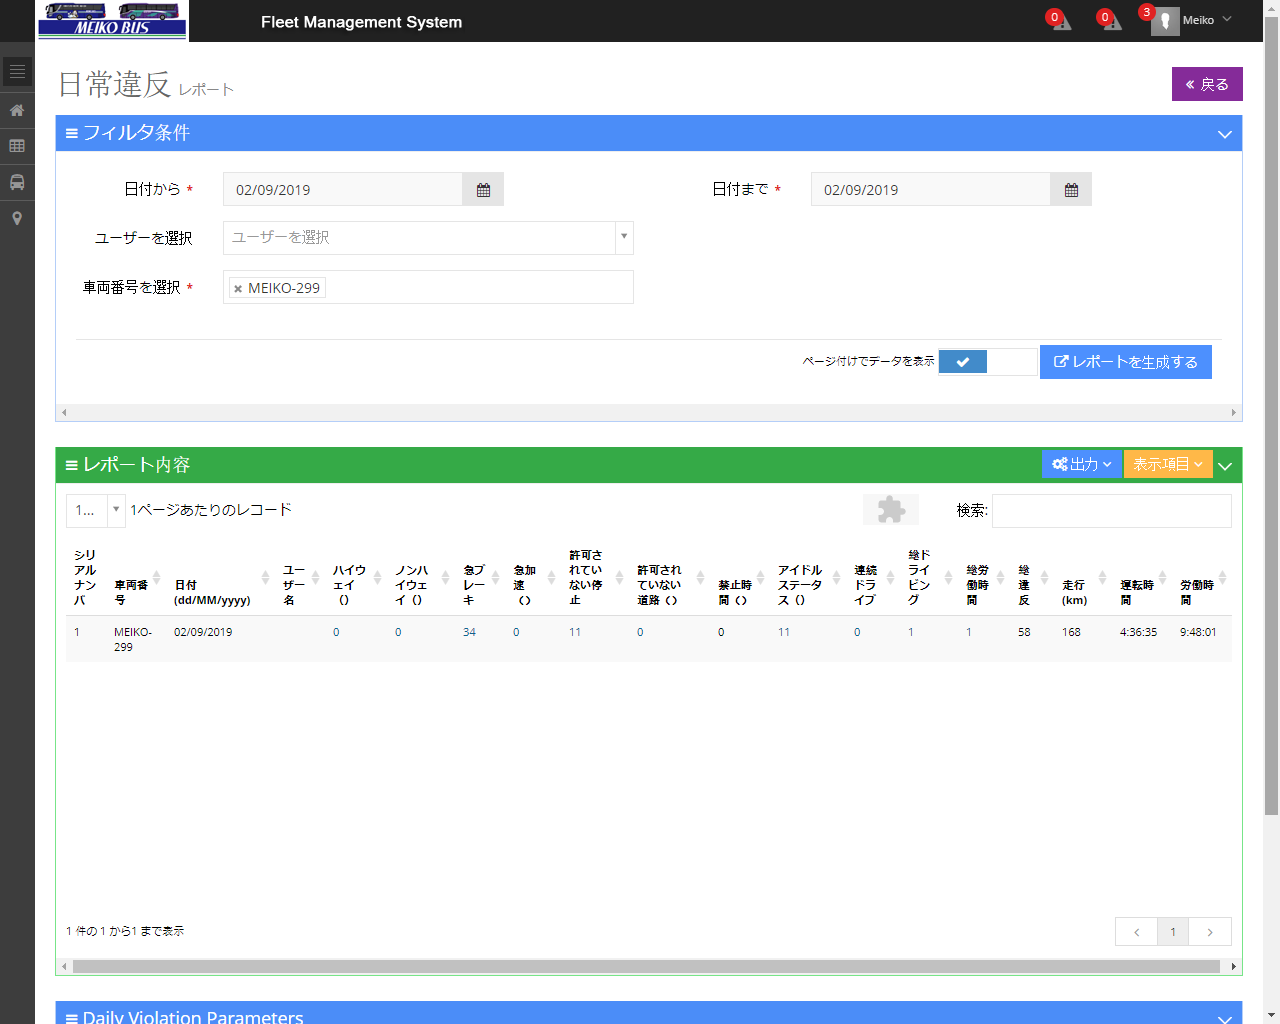 MEIKO BUS
Fleet Management System
0
0
3
Meiko
日常違反 レポート
« 戻る
フィルタ条件
日付から *
02/09/2019
日付まで *
02/09/2019
ユーザーを選択
ユーザーを選択
車両番号を選択 *
× MEIKO-299
ページ付けでデータを表示
レポートを生成する
レポート内容
出力
表示項目
1...
1ページあたりのレコード
検索:
シリアルナンバ
車両番号
日付 (dd/MM/yyyy)
ユーザー名
ハイウェイ ()
ノンハイウェイ ()
急ブレーキ
急加速 ()
許可されていない停止
許可されていない道路 ()
禁止時間 ()
アイドルステータス ()
連続ドライブ
総ドライビング
総労働時間
総違反
走行 (km)
運転時間
労働時間
1
MEIKO-299
02/09/2019
0
0
34
0
11
0
0
11
0
1
1
58
168
4:36:35
9:48:01
1 件の 1 から1 まで表示
1
Daily Violation Parameters